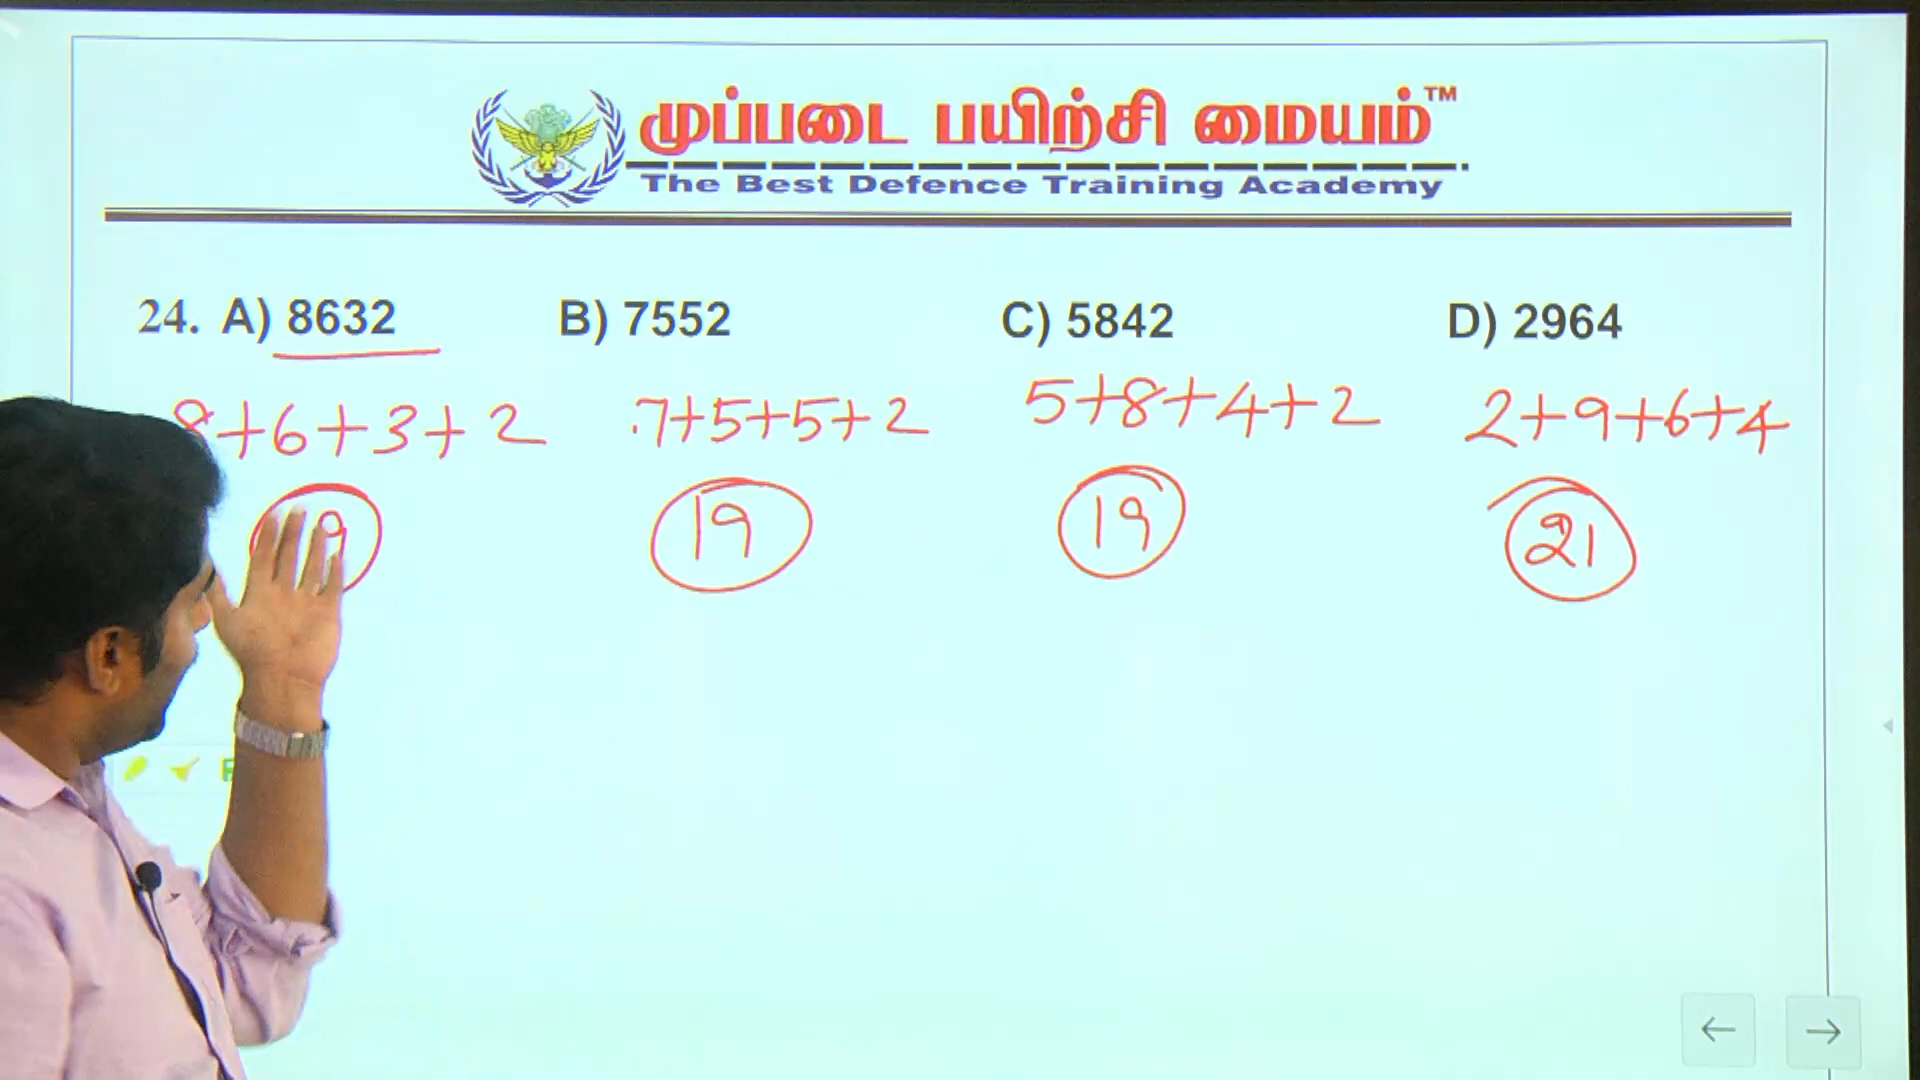 முப்படை பயிற்சி மையம்™
The Best Defence Training Academy
24. A) 8632 B) 7552 C) 5842 D) 2964
8+6+3+2 7+5+5+2 5+8+4+2 2+9+6+4
19 19 21